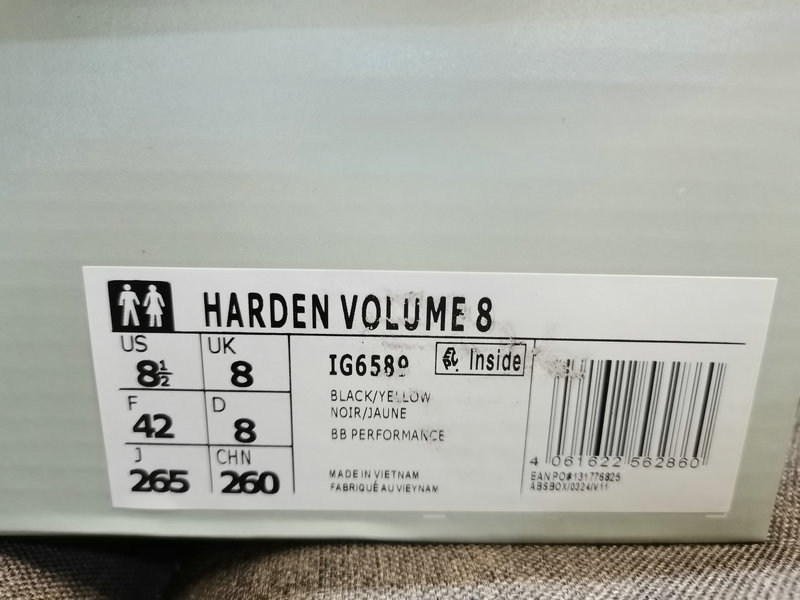 HARDEN VOLUME 8
US
8½
UK
8
F
42
D
8
J
265
CHN
260
IG6589
Inside
BLACK/YELLOW
NOIR/JAUNE
BB PERFORMANCE
MADE IN VIETNAM
FABRIQUÉ AU VIEYNAM
4 061622 562860
EAN PO#131776925
ABSBOX/0324/V11